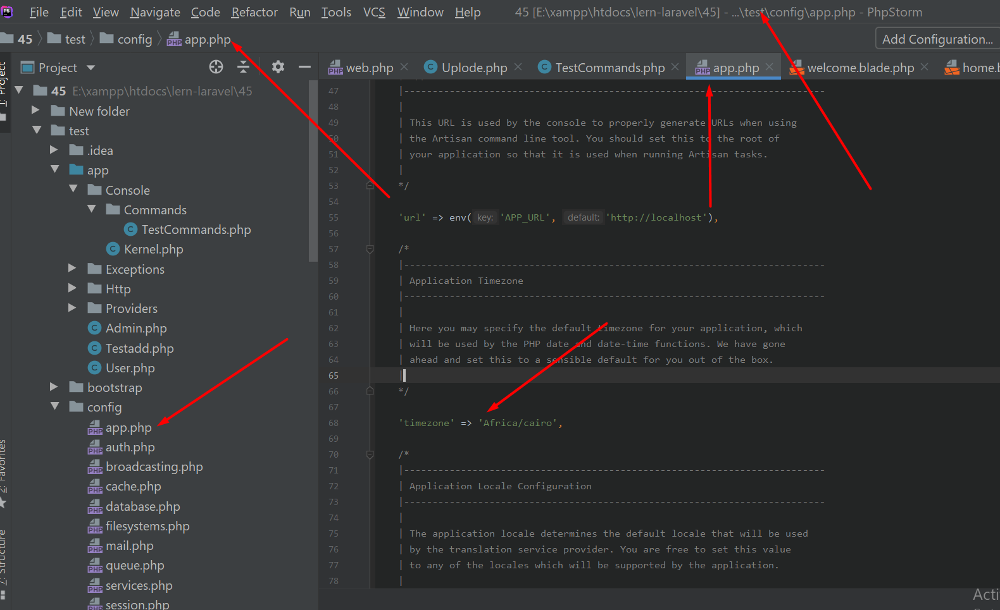 File Edit View Navigate Code Refactor Run Tools VCS Window Help 45 [E:\xampp\htdocs\lern-laravel\45] - ...\test\config\app.php - PhpStorm
45 test config app.php Add Configuration...
Project
web.php Uplode.php TestCommands.php app.php welcome.blade.php home.b
1: Project
2: Favorites
7: Structure
45 E:\xampp\htdocs\lern-laravel\45
New folder
test
.idea
app
Console
Commands
TestCommands.php
Kernel.php
Exceptions
Http
Providers
Admin.php
Testadd.php
User.php
bootstrap
config
app.php
auth.php
broadcasting.php
cache.php
database.php
filesystems.php
mail.php
queue.php
services.php
session.php
47 |--------------------------------------------------------------------------
48 |
49 | This URL is used by the console to properly generate URLs when using
50 | the Artisan command line tool. You should set this to the root of
51 | your application so that it is used when running Artisan tasks.
52 |
53 */
54
55 'url' => env( key: 'APP_URL', default: 'http://localhost'),
56
57 /*
58 |--------------------------------------------------------------------------
59 | Application Timezone
60 |--------------------------------------------------------------------------
61 |
62 | Here you may specify the default timezone for your application, which
63 | will be used by the PHP date and date-time functions. We have gone
64 | ahead and set this to a sensible default for you out of the box.
65 |
66 */
67
68 'timezone' => 'Africa/cairo',
69
70 /*
71 |--------------------------------------------------------------------------
72 | Application Locale Configuration
73 |--------------------------------------------------------------------------
74 |
75 | The application locale determines the default locale that will be used
76 | by the translation service provider. You are free to set this value
77 | to any of the locales which will be supported by the application.
78 |
Acti